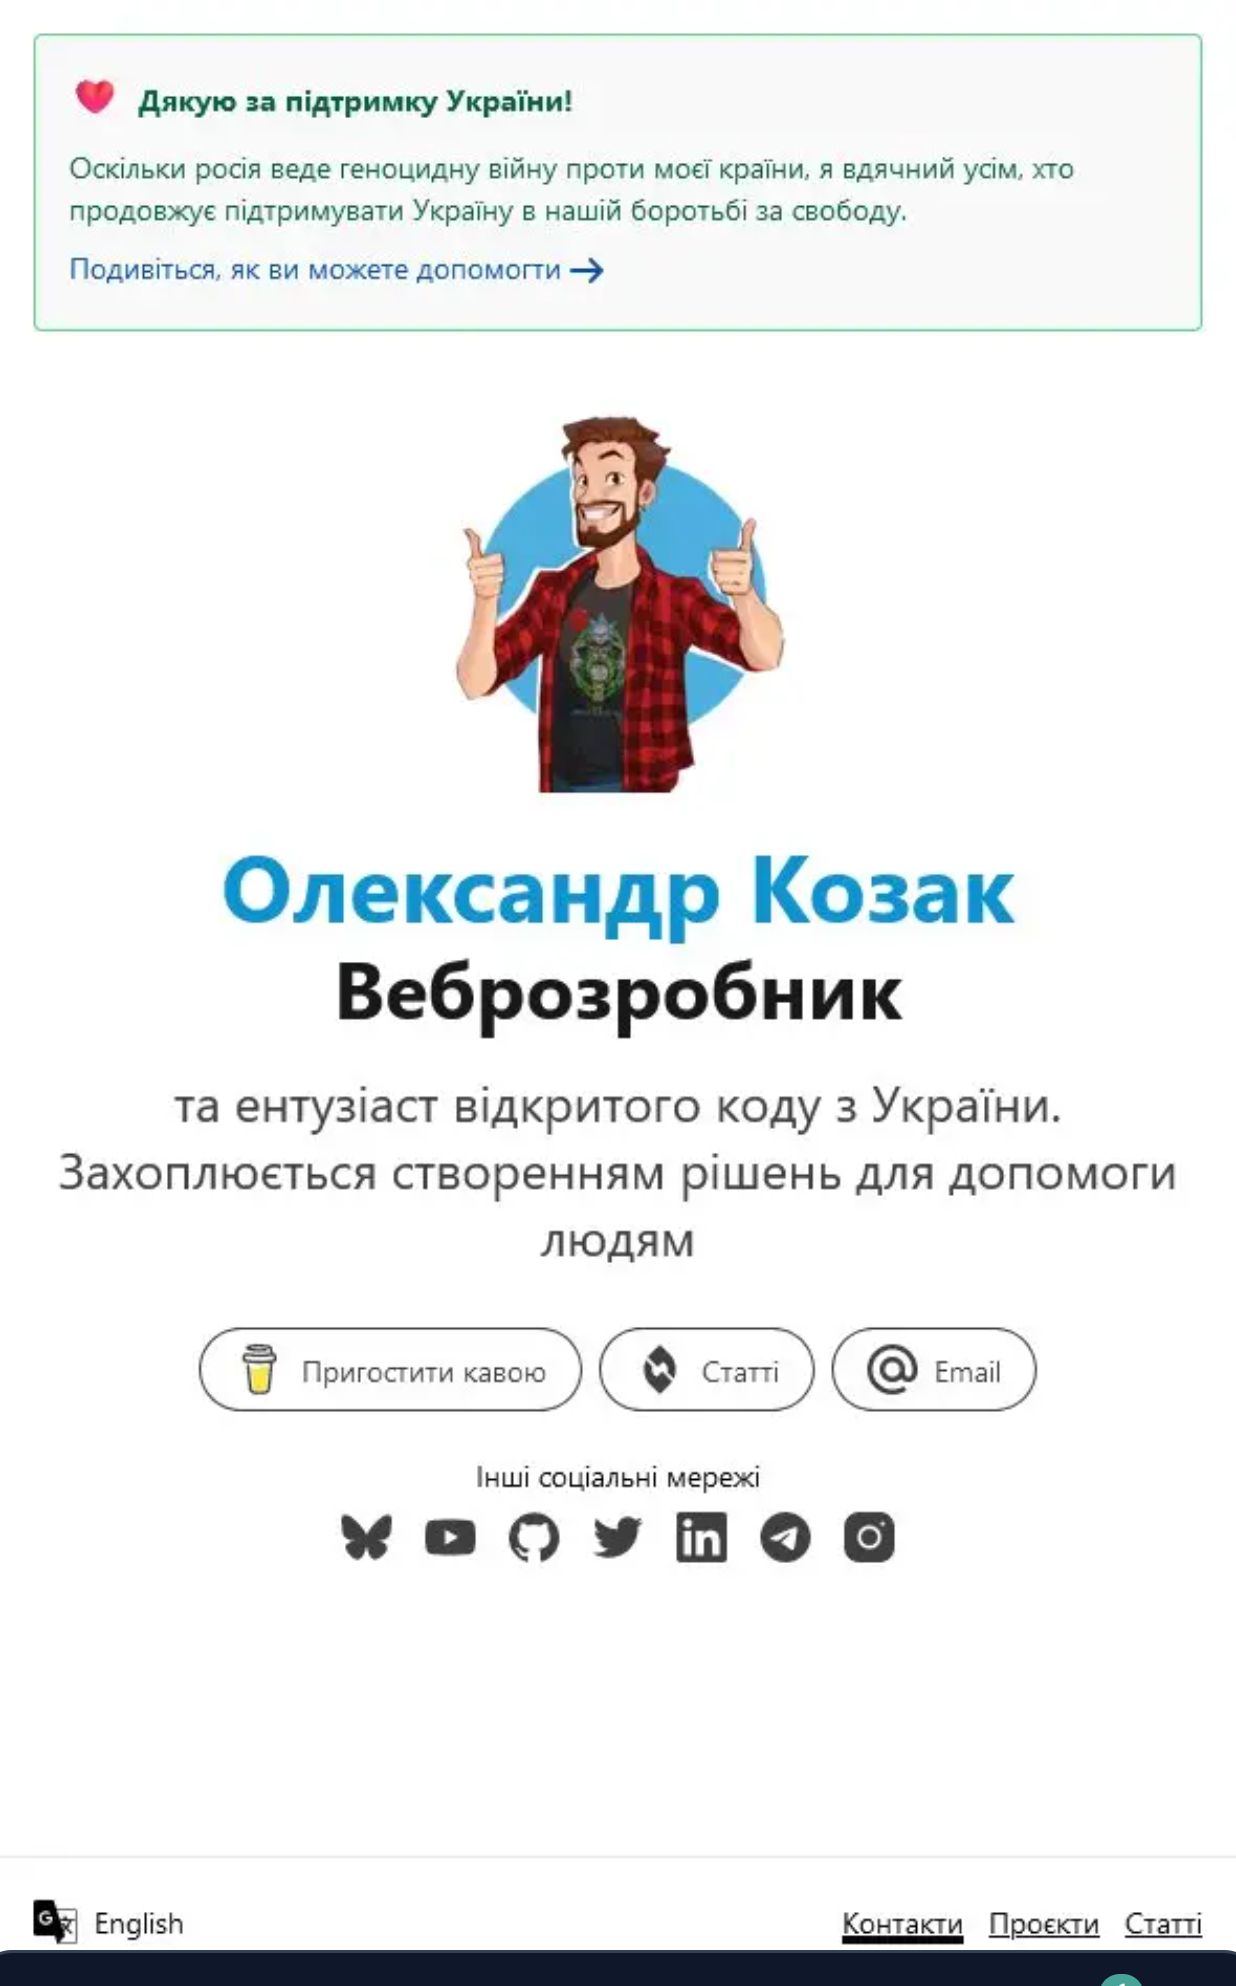 Дякую за підтримку України!
Оскільки росія веде геноцидну війну проти моєї країни, я вдячний усім, хто
продовжує підтримувати Україну в нашій боротьбі за свободу.
Подивіться, як ви можете допомогти
Олександр Козак
Веброзробник
та ентузіаст відкритого коду з України.
Захоплюється створенням рішень для допомоги
людям
Пригостити кавою Статті Email
Інші соціальні мережі
English Контакти Проєкти Статті